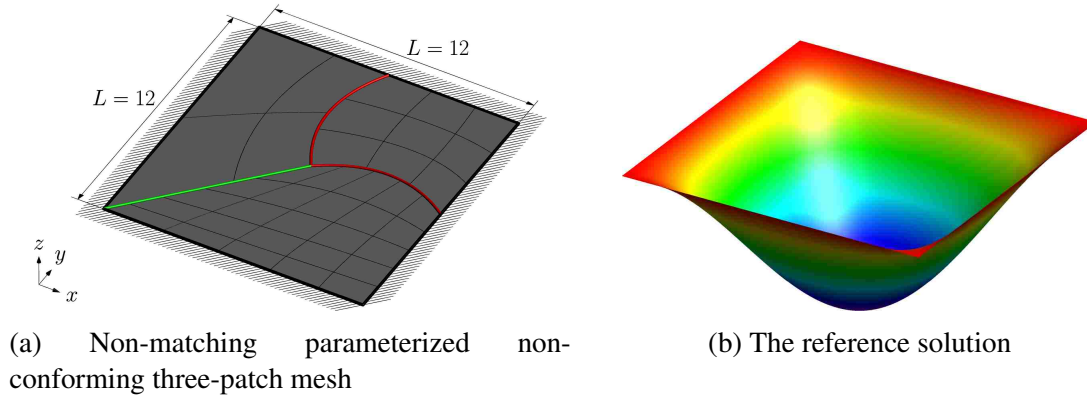 L = 12
L = 12
z
y
x
(a) Non-matching parameterized non-
conforming three-patch mesh
(b) The reference solution